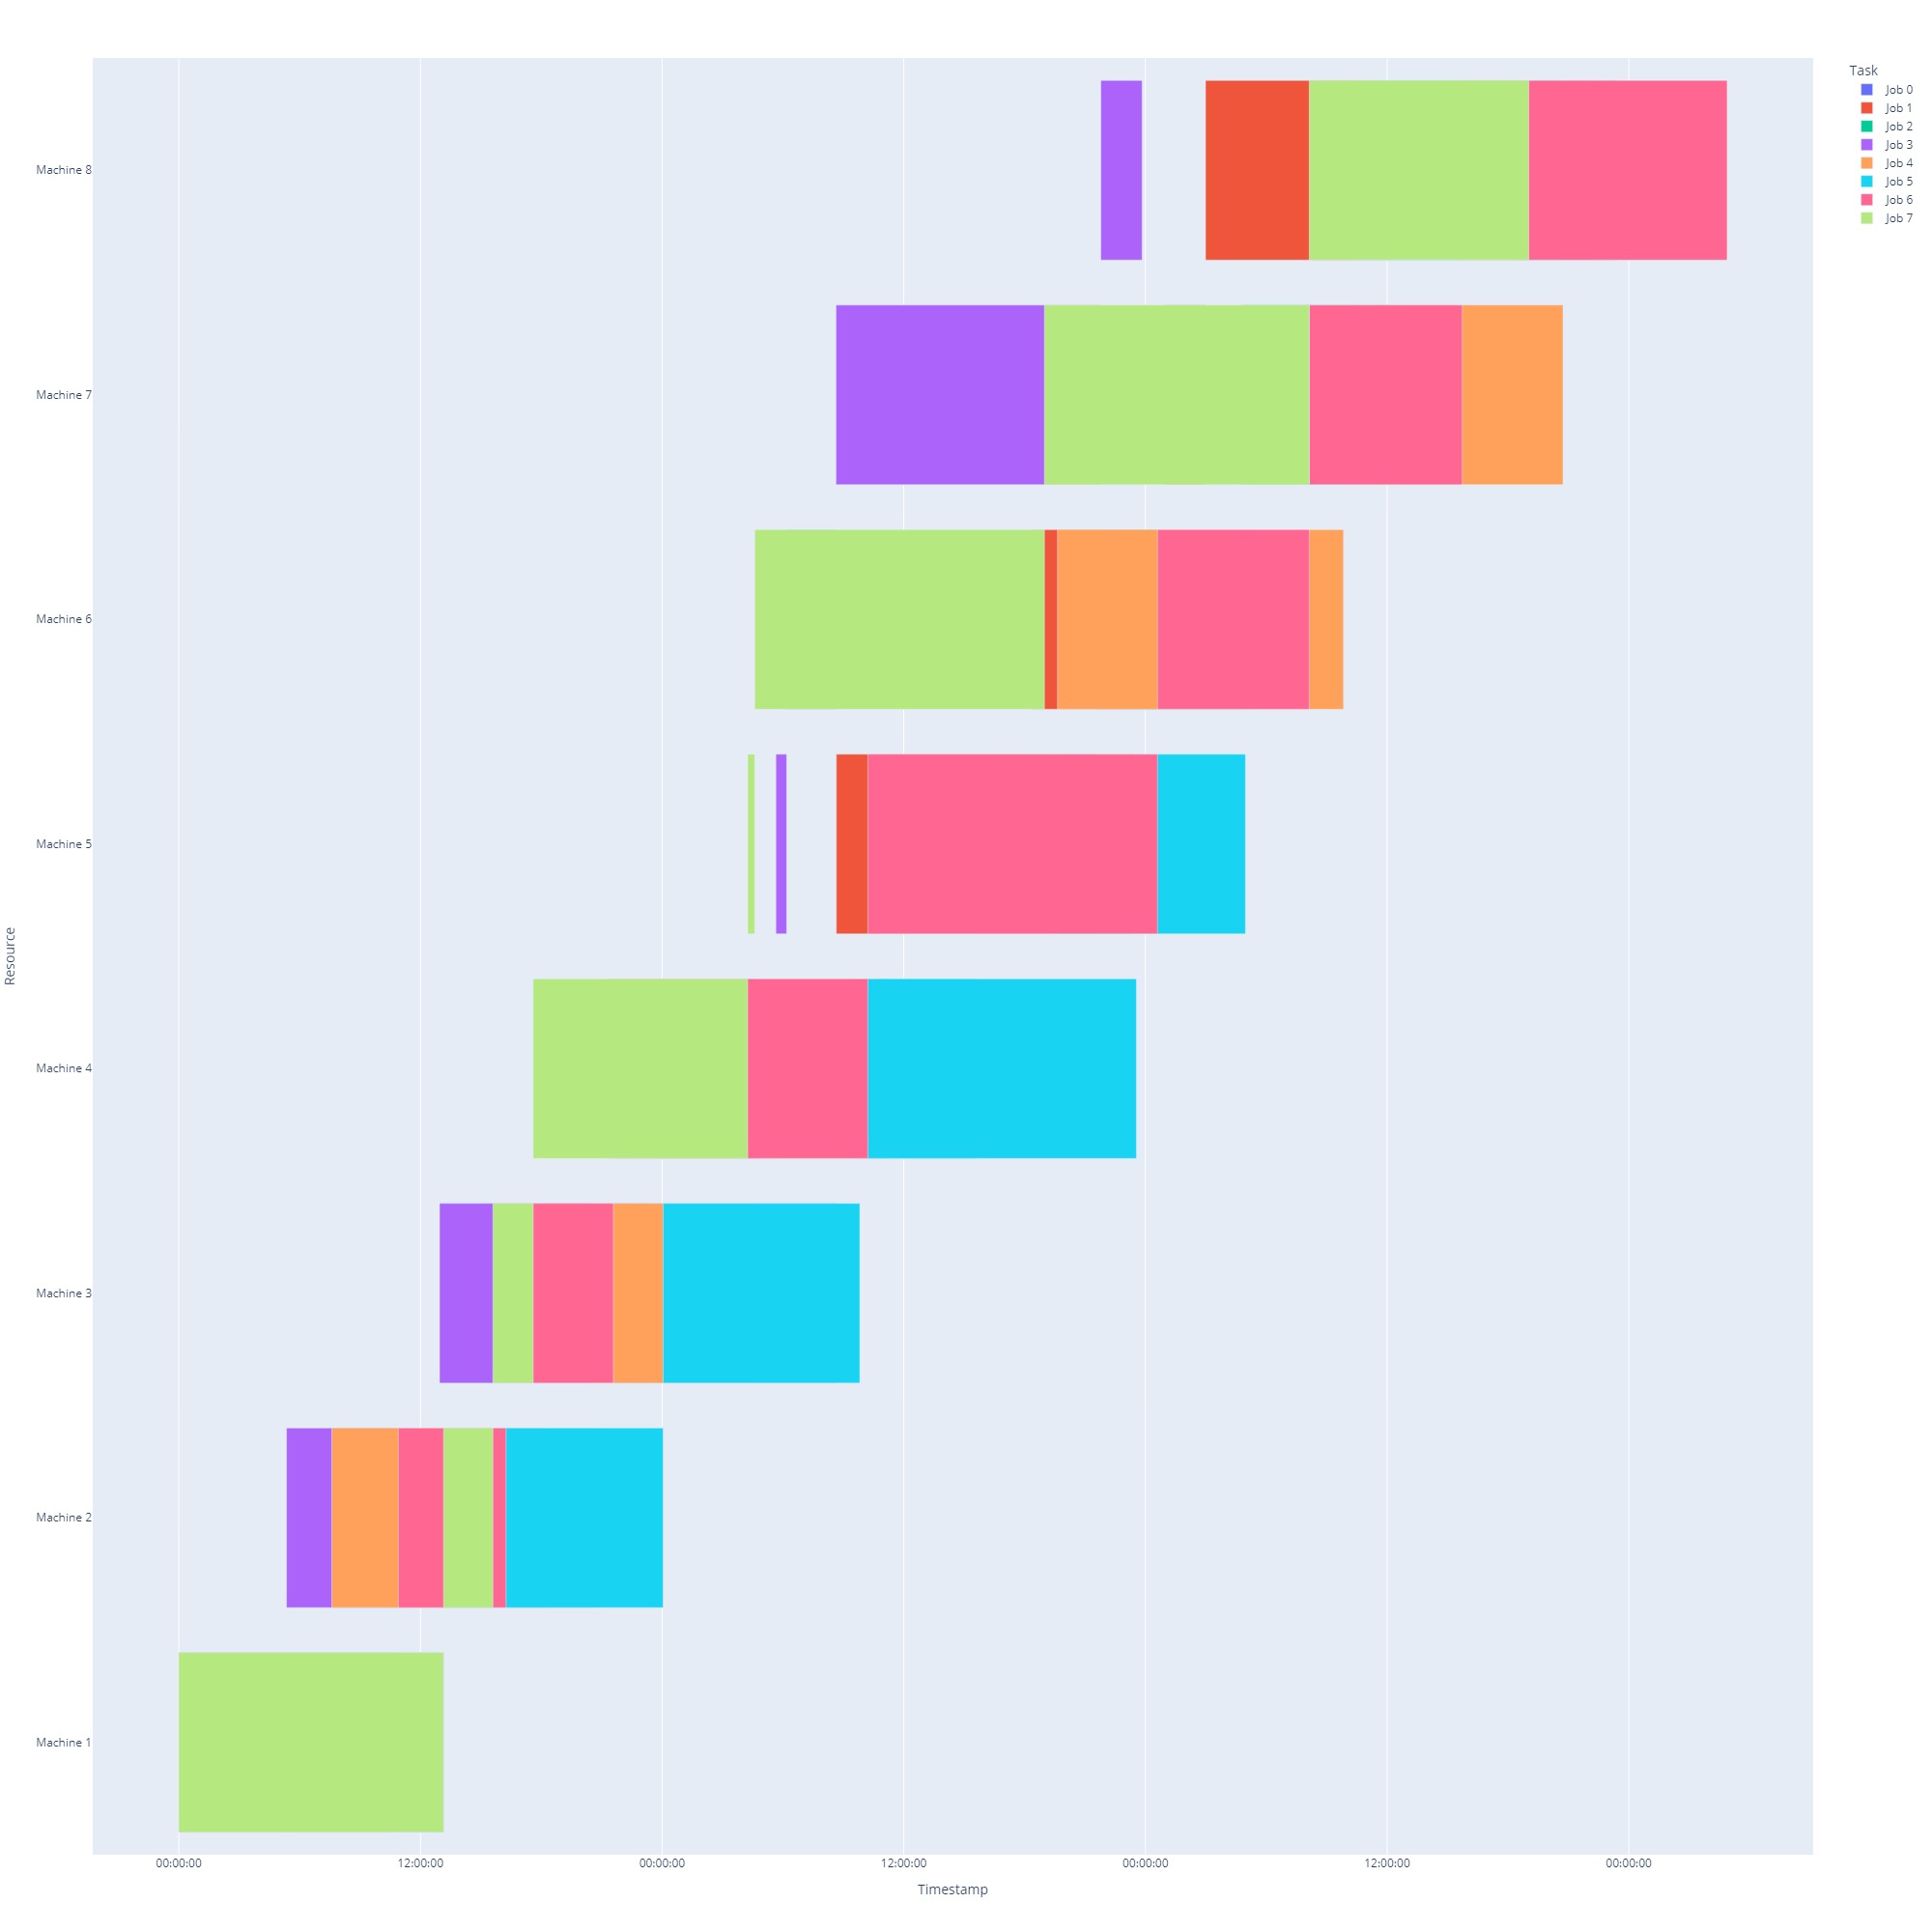 Task
Job 0
Job 1
Job 2
Job 3
Job 4
Job 5
Job 6
Job 7
Machine 8
Machine 7
Machine 6
Machine 5
Resource
Machine 4
Machine 3
Machine 2
Machine 1
00:00:00 12:00:00 00:00:00 12:00:00 00:00:00 12:00:00 00:00:00
Timestamp